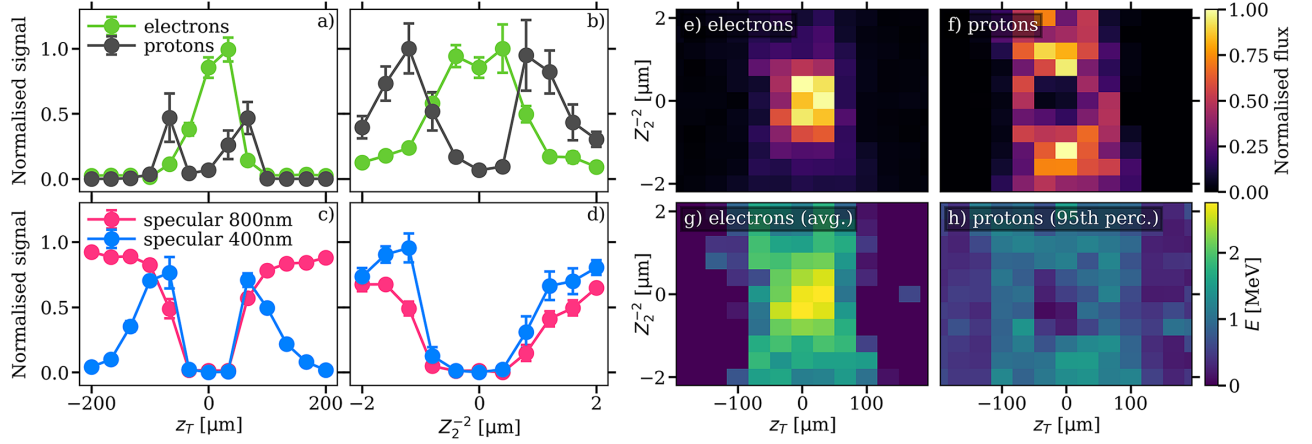 a)
electrons
protons
Normalised signal
1.0
0.5
0.0
b)
c)
specular 800nm
specular 400nm
Normalised signal
1.0
0.5
0.0
−200
0
200
z_T [μm]
d)
−2
0
2
Z_2^{-2} [μm]
e) electrons
2
0
−2
Z_2^{-2} [μm]
f) protons
1.00
0.75
0.50
0.25
0.00
Normalised flux
g) electrons (avg.)
2
0
−2
Z_2^{-2} [μm]
−100
0
100
z_T [μm]
h) protons (95th perc.)
−100
0
100
z_T [μm]
2
1
0
E [MeV]